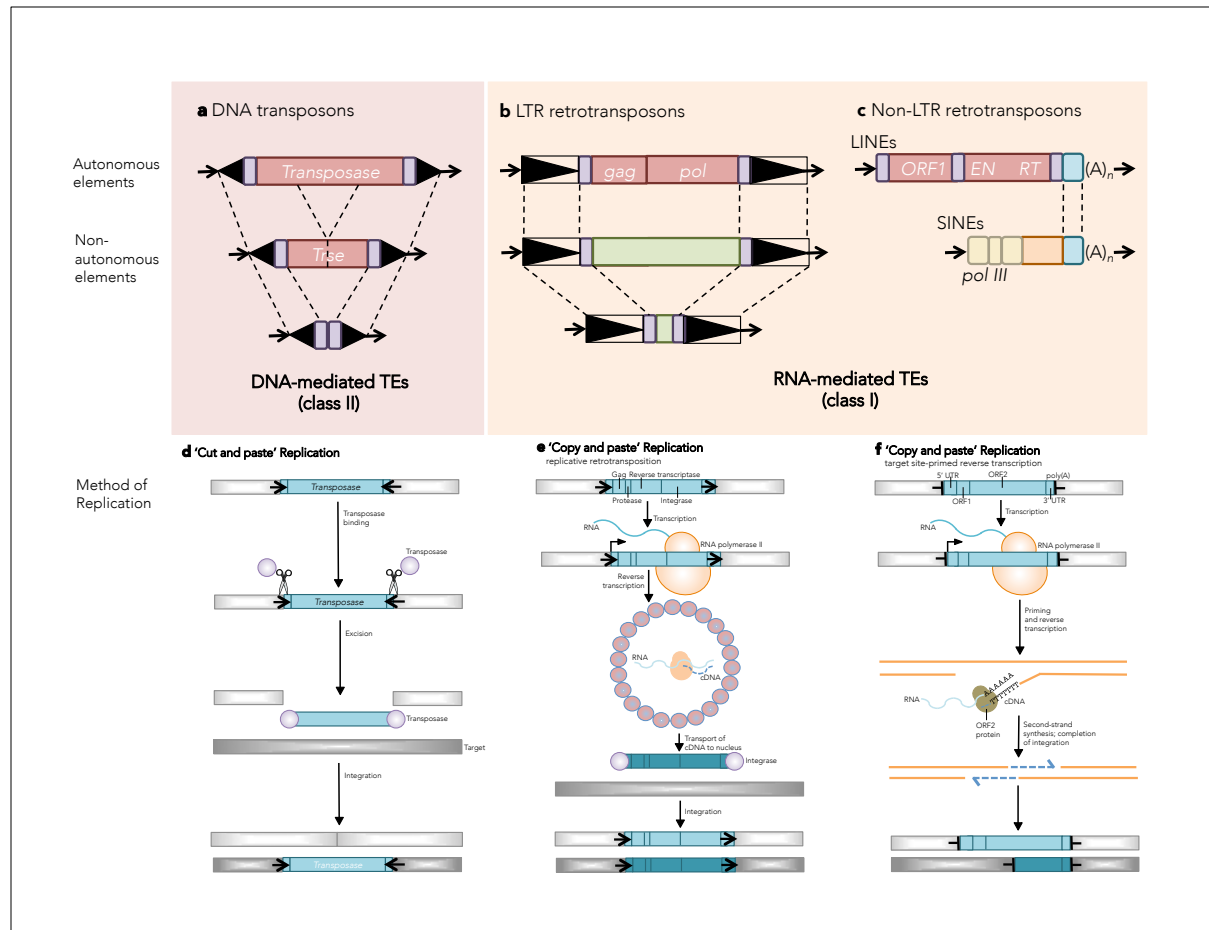 a DNA transposons
b LTR retrotransposons
c Non-LTR retrotransposons
Autonomous
elements
Transposase
gag
pol
LINEs
ORF1
EN
RT
(A)n
Non-
autonomous
elements
Trse
SINEs
pol III
(A)n
DNA-mediated TEs
(class II)
RNA-mediated TEs
(class I)
Method of
Replication
d 'Cut and paste' Replication
Transposase
Transposase
binding
Transposase
Transposase
Excision
Transposase
Target
Integration
Transposase
e 'Copy and paste' Replication
replicative retrotransposition
Gag Reverse transcriptase
Protease
Integrase
Transcription
RNA
RNA polymerase II
Reverse
transcription
RNA
cDNA
Transport of
cDNA to nucleus
Integrase
Integration
f 'Copy and paste' Replication
target site-primed reverse transcription
5' UTR
ORF2
poly(A)
ORF1
3' UTR
Transcription
RNA
RNA polymerase II
Priming
and reverse
transcription
AAAAAA
TTTTTT
RNA
cDNA
ORF2
protein
Second-strand
synthesis; completion
of integration